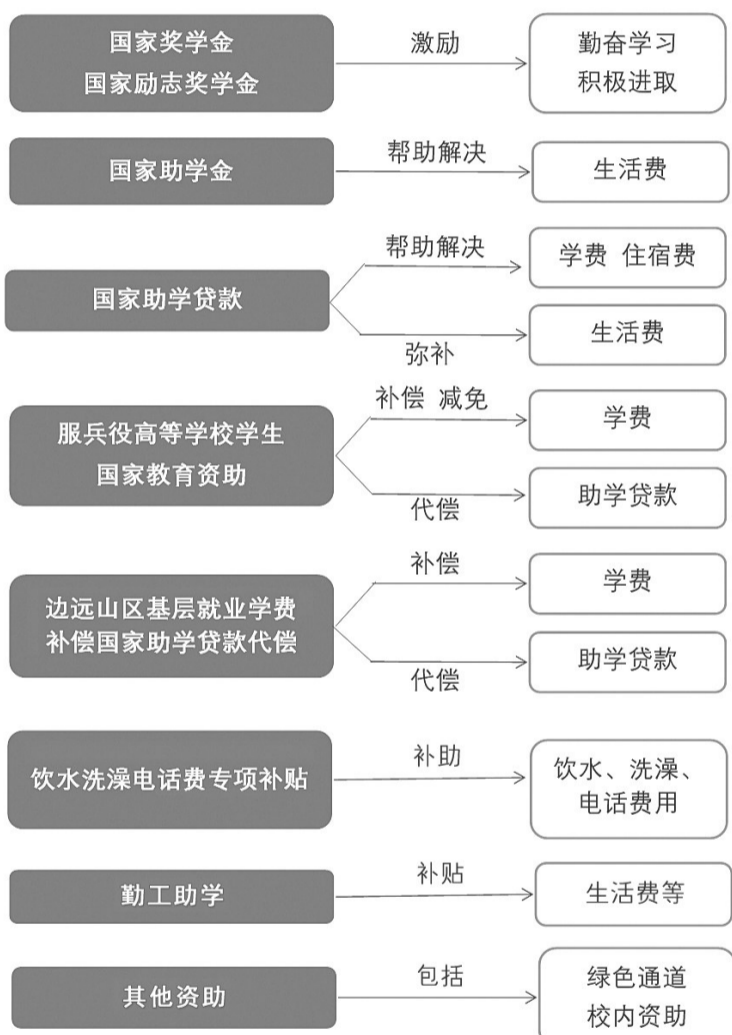 国家奖学金
国家励志奖学金
激励
勤奋学习
积极进取
国家助学金
帮助解决
生活费
国家助学贷款
帮助解决
学费 住宿费
弥补
生活费
服兵役高等学校学生
国家教育资助
补偿 减免
学费
代偿
助学贷款
边远山区基层就业学费
补偿国家助学贷款代偿
补偿
学费
代偿
助学贷款
饮水洗澡电话费专项补贴
补助
饮水、洗澡、
电话费用
勤工助学
补贴
生活费等
其他资助
包括
绿色通道
校内资助